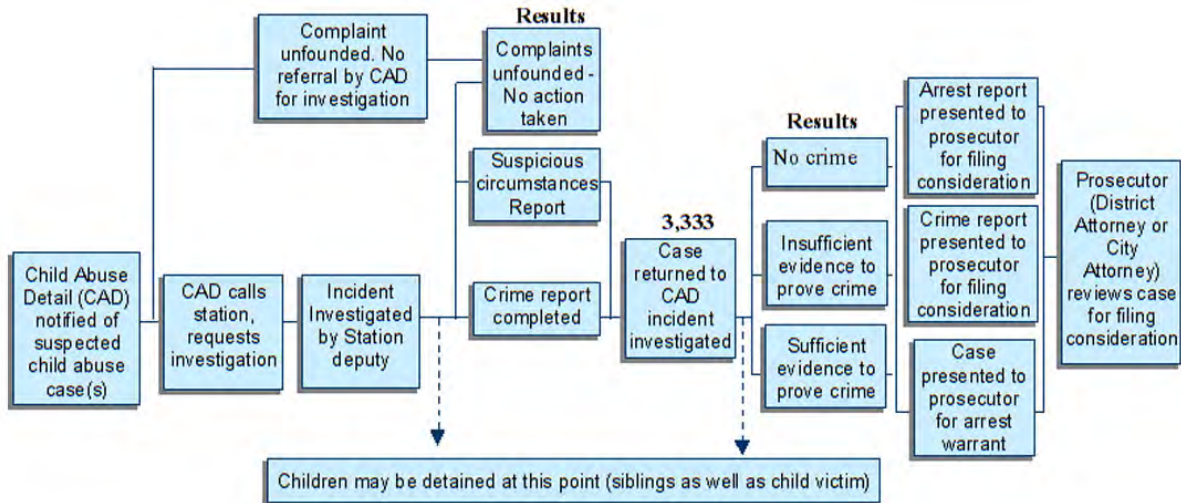 Results
Complaint
unfounded. No
referral by CAD
for investigation
Complaints
unfounded -
No action
taken
Suspicious
circumstances
Report
Child Abuse
Detail (CAD)
notified of
suspected
child abuse
case(s)
CAD calls
station,
requests
investigation
Incident
Investigated
by Station
deputy
Crime report
completed
3,333
Case
returned to
CAD
incident
investigated
Results
No crime
Insufficient
evidence to
prove crime
Sufficient
evidence to
prove crime
Arrest report
presented to
prosecutor
for filing
consideration
Crime report
presented to
prosecutor
for filing
consideration
Case
presented to
prosecutor
for arrest
warrant
Prosecutor
(District
Attorney or
City
Attorney)
reviews case
for filing
consideration
Children may be detained at this point (siblings as well as child victim)